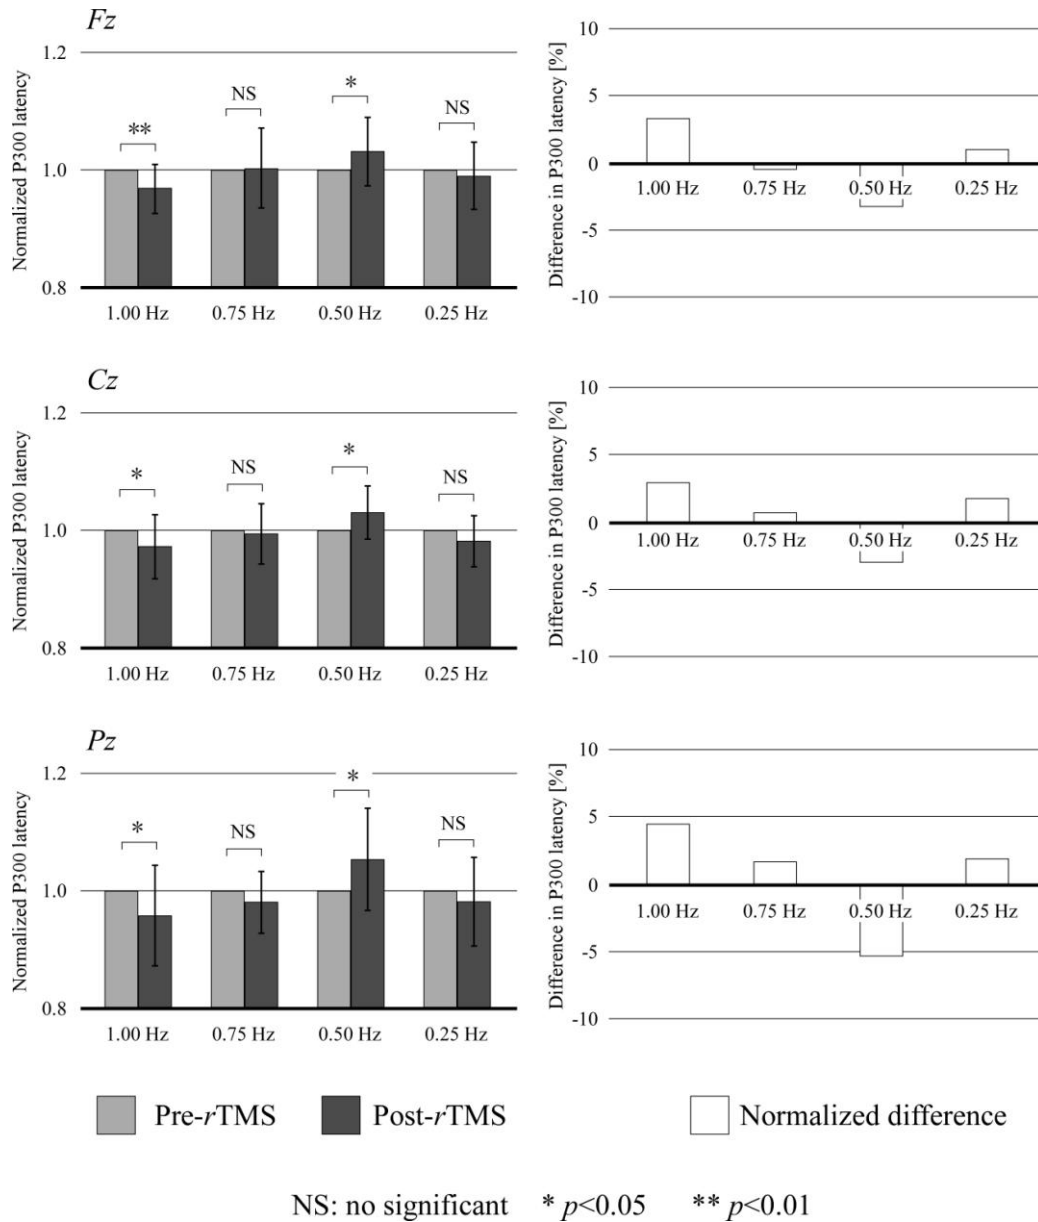 Fz
Normalized P300 latency
1.2
1.0
0.8
**
NS
*
NS
1.00 Hz 0.75 Hz 0.50 Hz 0.25 Hz
Difference in P300 latency [%]
10
5
0
-5
-10
1.00 Hz 0.75 Hz 0.50 Hz 0.25 Hz
Cz
Normalized P300 latency
1.2
1.0
0.8
*
NS
*
NS
1.00 Hz 0.75 Hz 0.50 Hz 0.25 Hz
Difference in P300 latency [%]
10
5
0
-5
-10
1.00 Hz 0.75 Hz 0.50 Hz 0.25 Hz
Pz
Normalized P300 latency
1.2
1.0
0.8
*
NS
*
NS
1.00 Hz 0.75 Hz 0.50 Hz 0.25 Hz
Difference in P300 latency [%]
10
5
0
-5
-10
1.00 Hz 0.75 Hz 0.50 Hz 0.25 Hz
Pre-rTMS Post-rTMS Normalized difference
NS: no significant * p<0.05 ** p<0.01